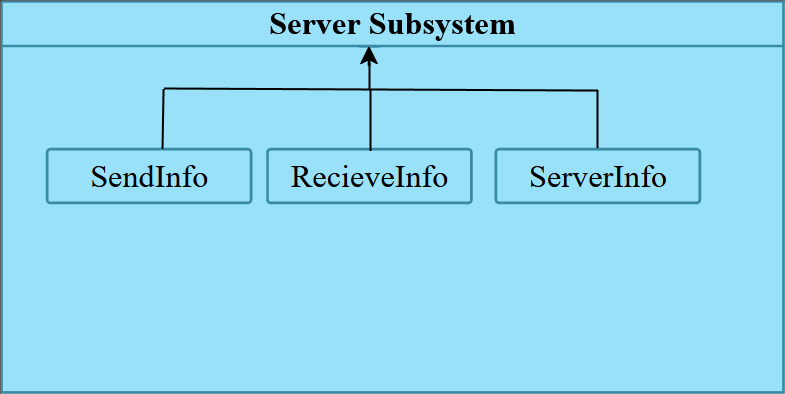 Server Subsystem
SendInfo
RecieveInfo
ServerInfo